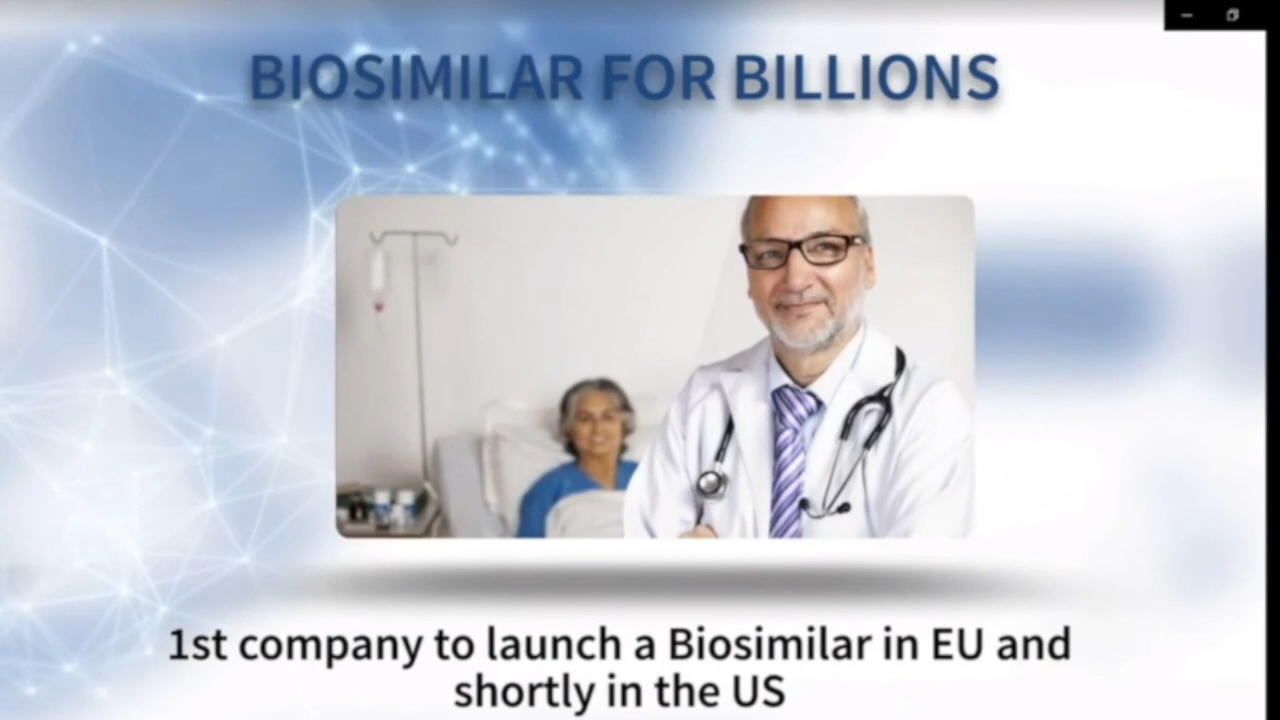 BIOSIMILAR FOR BILLIONS
1st company to launch a Biosimilar in EU and
shortly in the US